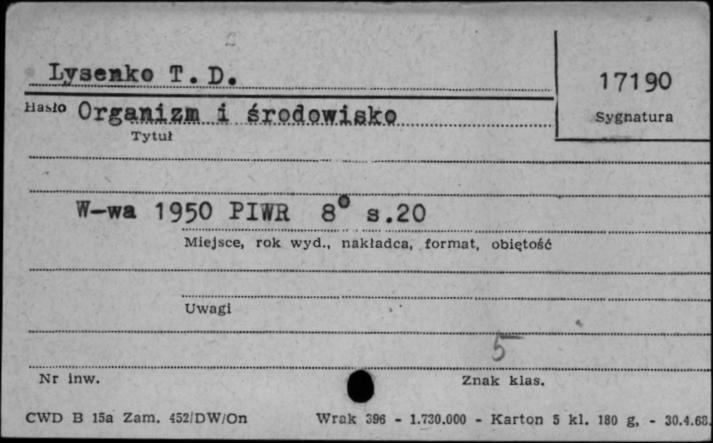 Lysenko T. D.
17190
Hasło Organizm i środowisko
Sygnatura
Tytuł
W-wa 1950 PIWR 8° s.20
Miejsce, rok wyd., nakładca, format, obiętość
Uwagi
5
Nr inw.
Znak klas.
CWD B 15a Zam. 452/DW/On Wrak 396 - 1.730.000 - Karton 5 kl. 180 g, - 30.4.68.